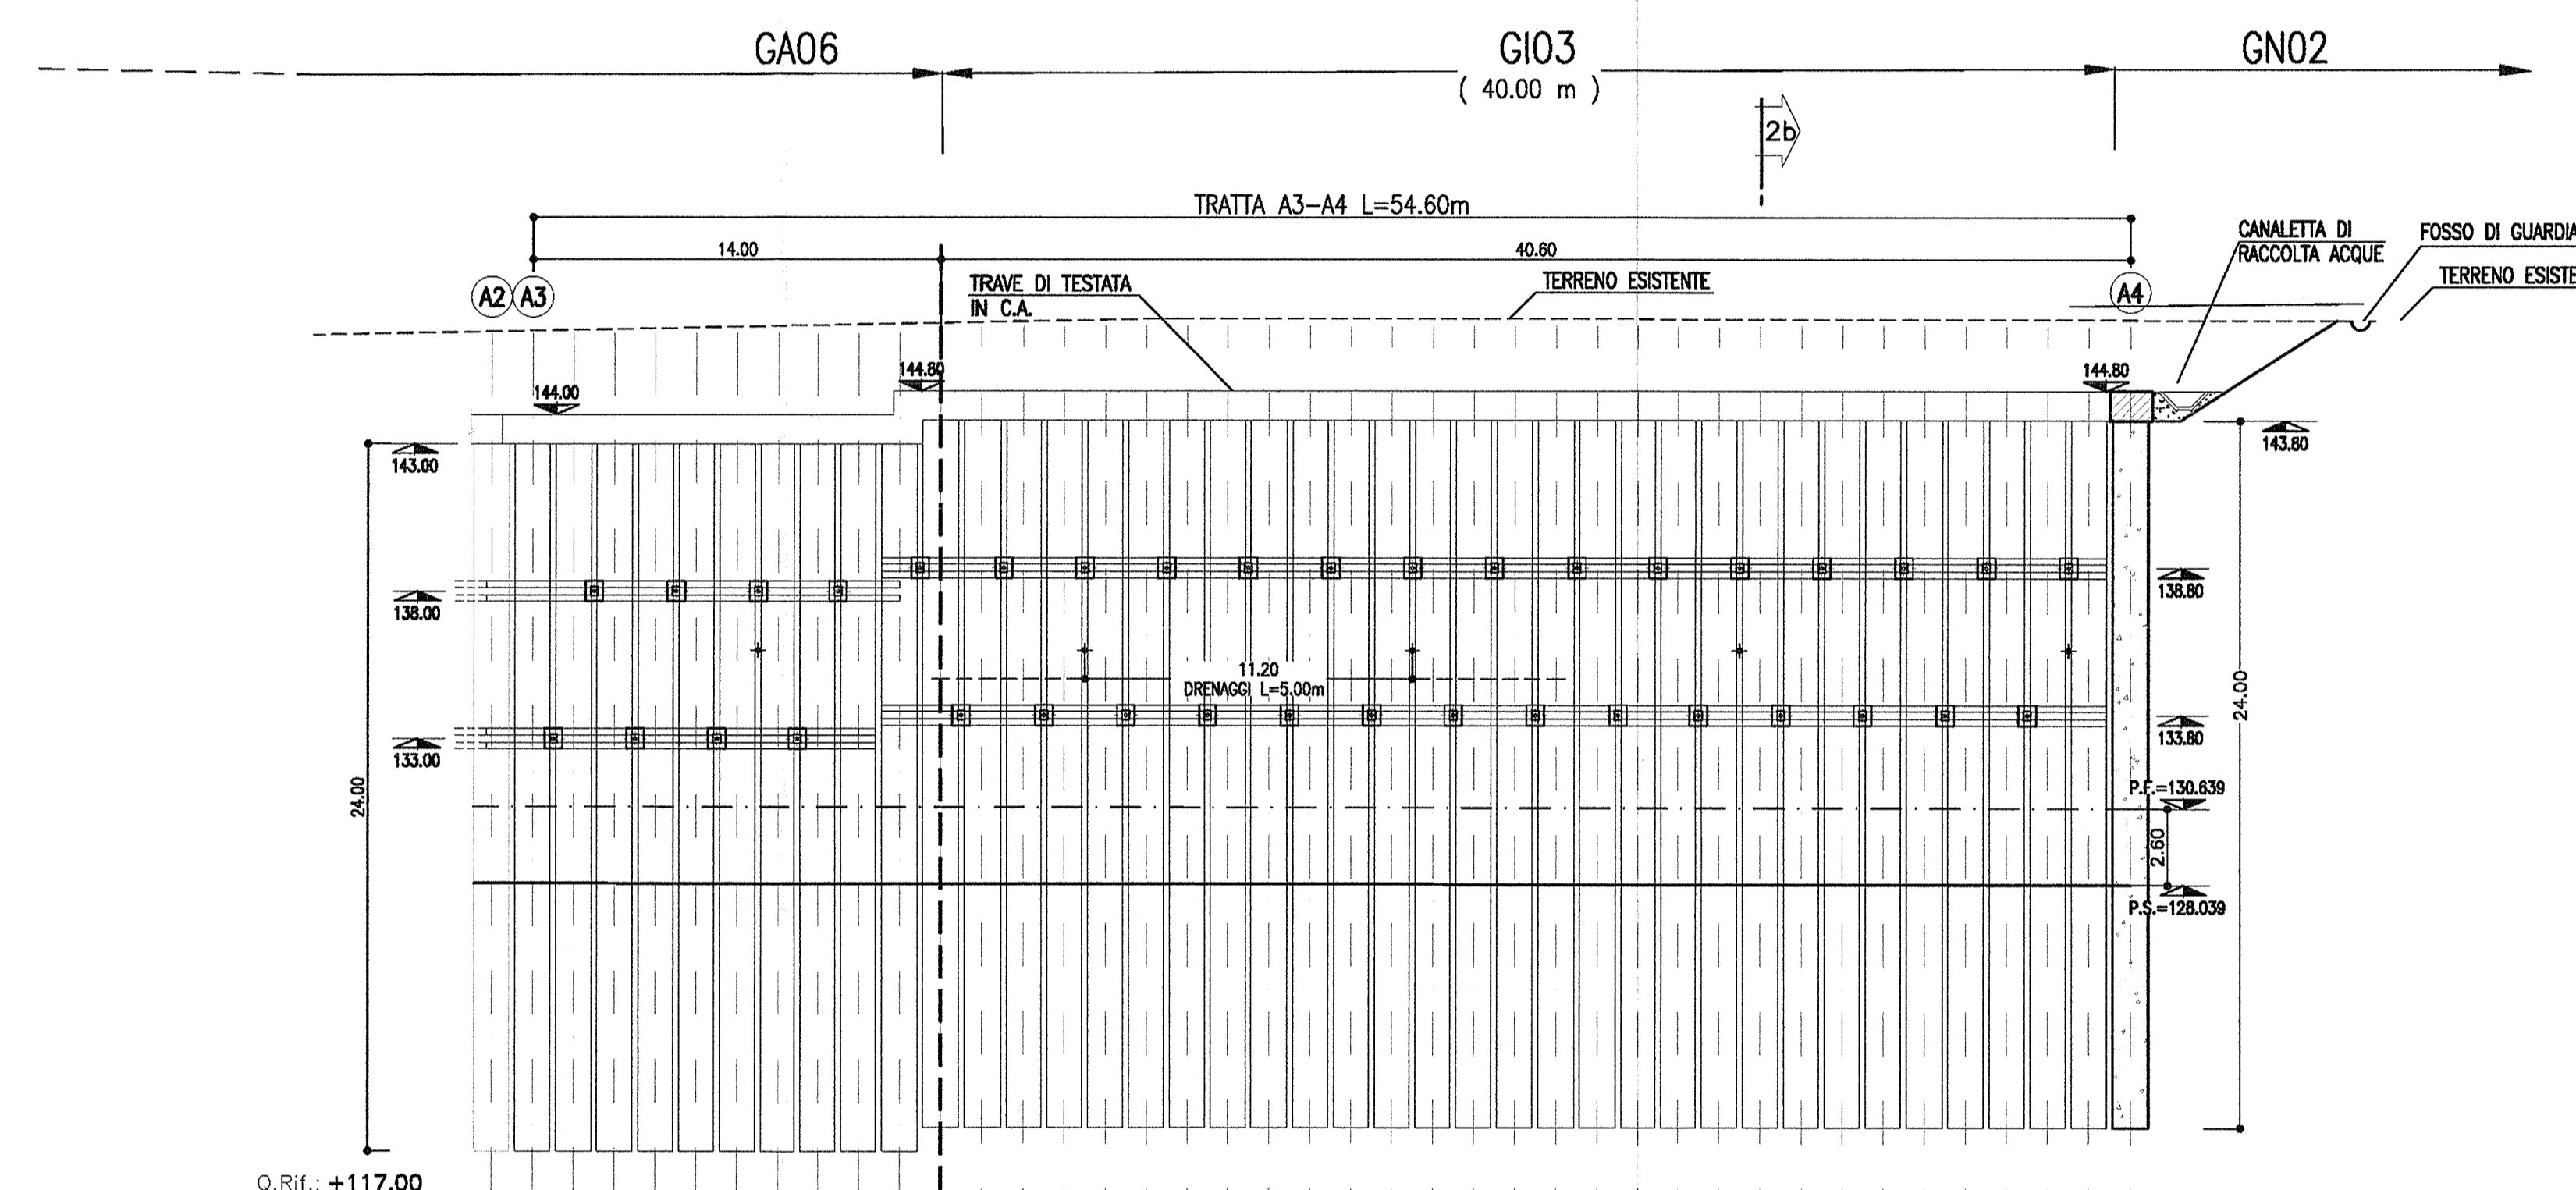 GA06
GI03
( 40.00 m )
GN02
2b
TRATTA A3-A4 L=54.60m
14.00
40.60
CANALETTA DI
RACCOLTA ACQUE
FOSSO DI GUARDIA
TERRENO ESISTE
A2
A3
TRAVE DI TESTATA
IN C.A.
TERRENO ESISTENTE
A4
144.00
144.80
144.80
143.00
143.80
138.00
138.80
11.20
DRENAGGI L=5.00m
133.00
133.80
24.00
24.00
P.F.=130.639
2.60
P.S.=128.039
Q.Rif.: +117.00